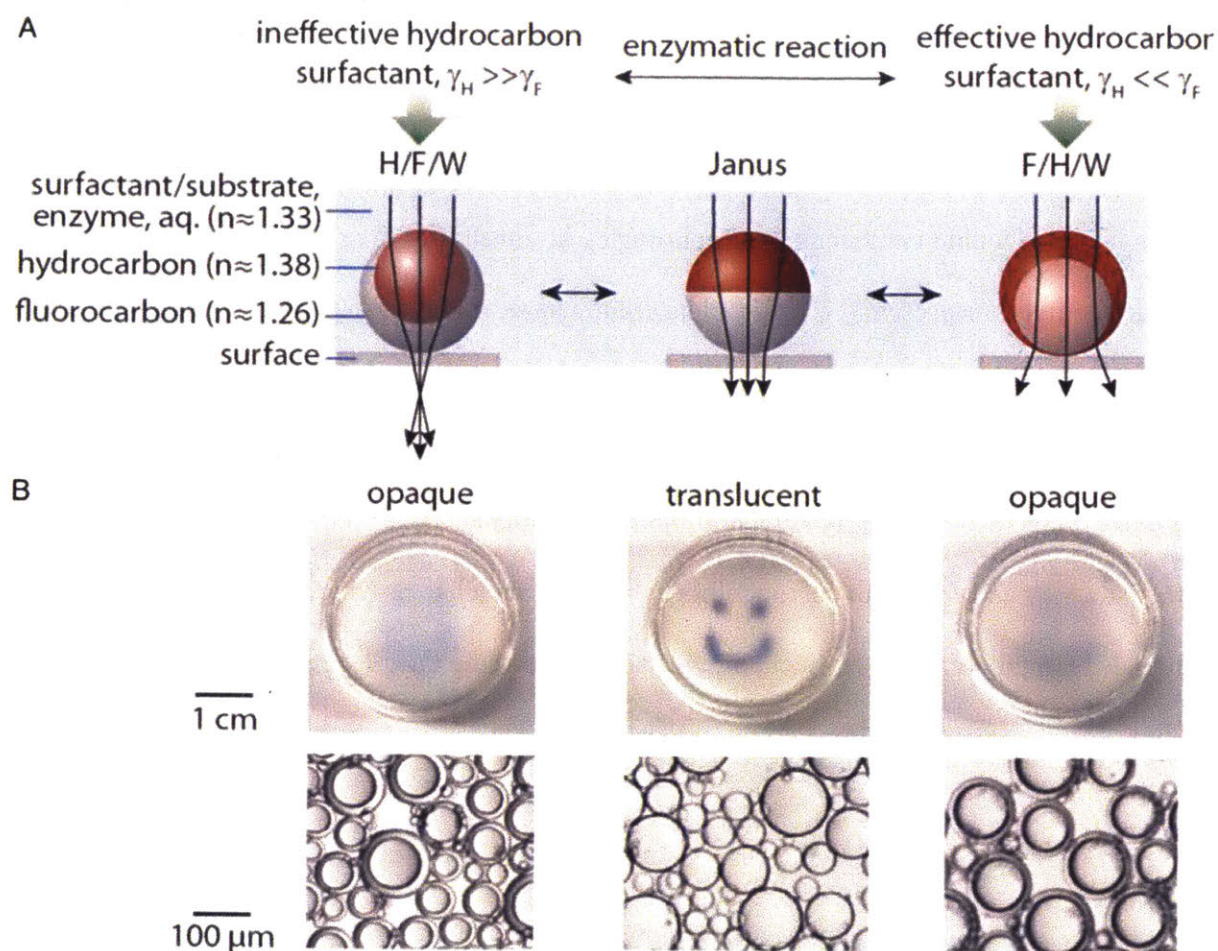 A
ineffective hydrocarbon
surfactant, γH >>γF
enzymatic reaction
effective hydrocarbor
surfactant, γH << γF
H/F/W
Janus
F/H/W
surfactant/substrate,
enzyme, aq. (n≈1.33)
hydrocarbon (n≈1.38)
fluorocarbon (n≈1.26)
surface
B
opaque
translucent
opaque
1 cm
100 μm